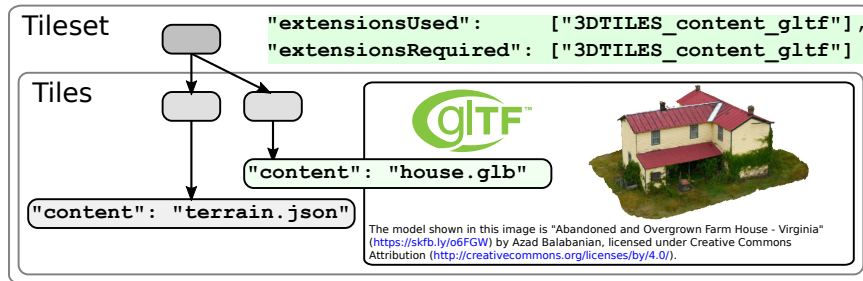 Tileset
"extensionsUsed": ["3DTILES_content_gltf"],
"extensionsRequired": ["3DTILES_content_gltf"]
Tiles
glTF™
"content": "house.glb"
"content": "terrain.json"
The model shown in this image is "Abandoned and Overgrown Farm House - Virginia"
(https://skfb.ly/o6FGW) by Azad Balabanian, licensed under Creative Commons
Attribution (http://creativecommons.org/licenses/by/4.0/).